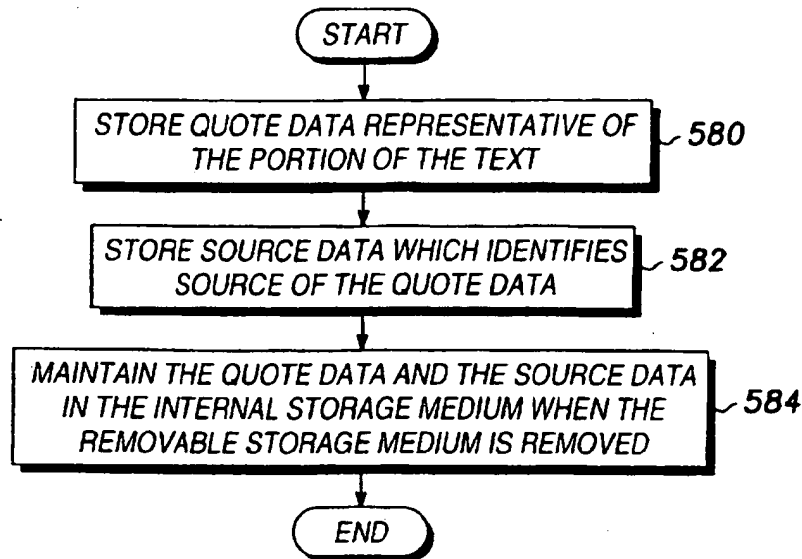 START
STORE QUOTE DATA REPRESENTATIVE OF
THE PORTION OF THE TEXT
580
STORE SOURCE DATA WHICH IDENTIFIES
SOURCE OF THE QUOTE DATA
582
MAINTAIN THE QUOTE DATA AND THE SOURCE DATA
IN THE INTERNAL STORAGE MEDIUM WHEN THE
REMOVABLE STORAGE MEDIUM IS REMOVED
584
END